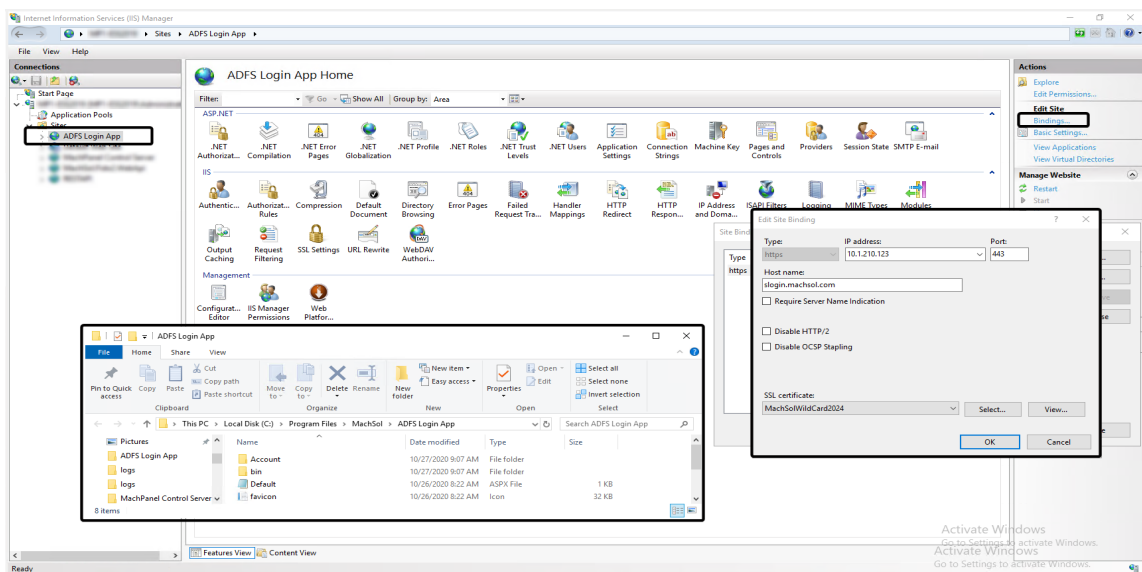 Internet Information Services (IIS) Manager
Sites ADFS Login App
File View Help
Connections
Start Page
Application Pools
Sites
ADFS Login App
ADFS Login App Home
Filter: Go Show All Group by: Area
ASP.NET
.NET Authorizat... .NET Compilation .NET Error Pages .NET Globalization .NET Profile .NET Roles .NET Trust Levels .NET Users Application Settings Connection Strings Machine Key Pages and Controls Providers Session State SMTP E-mail
IIS
Authentic... Authorizat... Rules Compression Default Document Directory Browsing Error Pages Failed Request Tra... Handler Mappings HTTP Redirect HTTP Respon... IP Address and Doma... ISAPI Filters Logging MIME Types Modules
Output Caching Request Filtering SSL Settings URL Rewrite WebDAV Authori...
Management
Configurat... Editor IIS Manager Permissions Web Platfor...
Features View Content View
Ready
Actions
Explore
Edit Permissions...
Edit Site
Bindings...
Basic Settings...
View Applications
View Virtual Directories
Manage Website
Restart
Start
Site Bind
Type
https
Edit Site Binding ? ×
Type: IP address: Port:
https 10.1.210.123 443
Host name:
slogin.machsol.com
Require Server Name Indication
Disable HTTP/2
Disable OCSP Stapling
SSL certificate:
MachSolWildCard2024 Select... View...
OK Cancel
ADFS Login App
File Home Share View
Pin to Quick access Copy Paste Cut Copy path Paste shortcut Move to Copy to Delete Rename New folder New item Easy access Properties Open Edit Select all Select none Invert selection
Clipboard Organize New Open Select
This PC Local Disk (C:) Program Files MachSol ADFS Login App Search ADFS Login App
Pictures
ADFS Login App
logs
logs
MachPanel Control Server
Name Date modified Type Size
Account 10/27/2020 9:07 AM File folder
bin 10/27/2020 9:07 AM File folder
Default 10/26/2020 8:22 AM ASPX File 1 KB
favicon 10/26/2020 8:22 AM Icon 32 KB
8 items
Activate Windows
Go to Settings to activate Windows.
Activate Windows
Go to Settings to activate Windows.